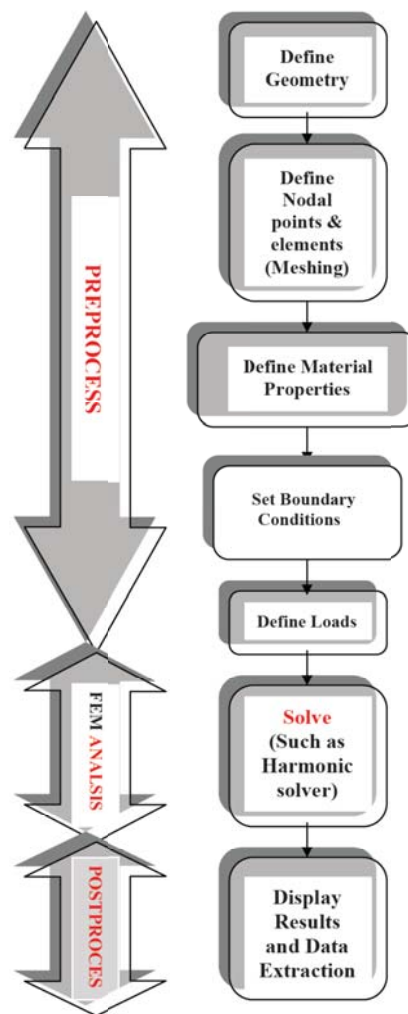 Define
Geometry
Define
Nodal
points &
elements
(Meshing)
PREPROCESS
Define Material
Properties
Set Boundary
Conditions
Define Loads
FEM ANALSIS
Solve
(Such as
Harmonic
solver)
POSTPROCES
Display
Results
and Data
Extraction